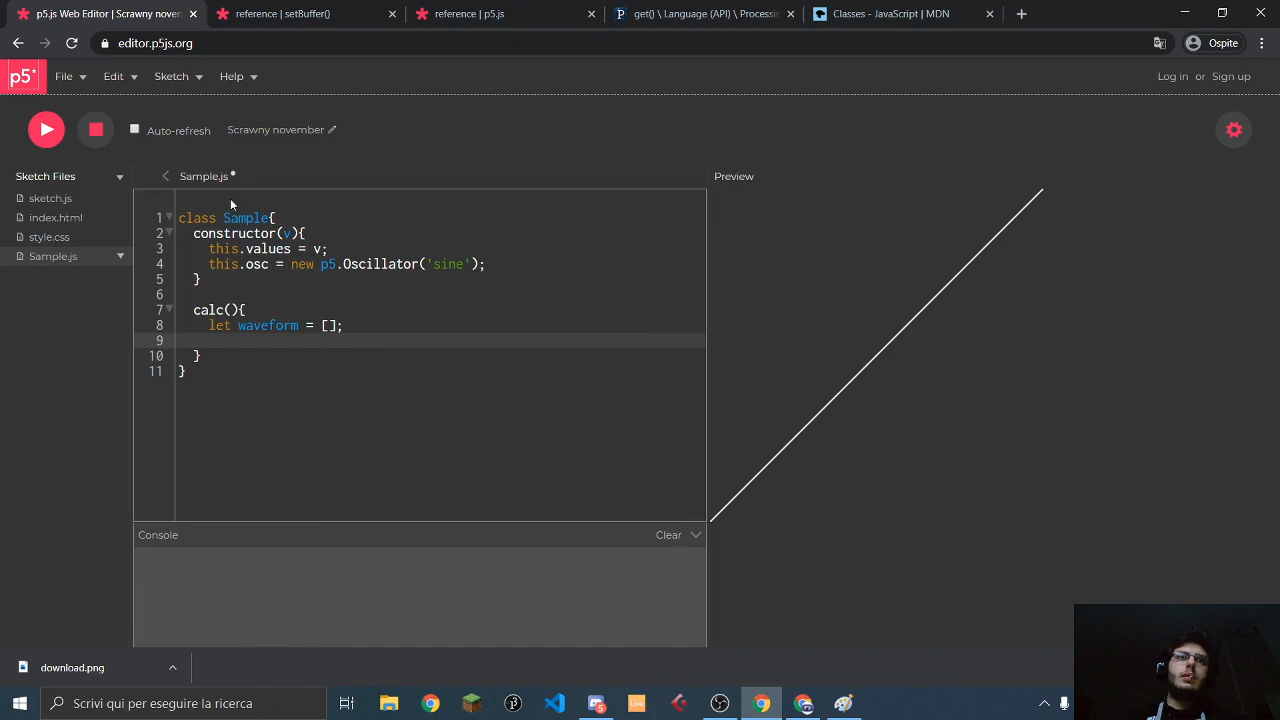 p5.js Web Editor | Scrawny noven
reference | setBuffer()
reference | p5.js
get() \ Language (API) \ Processin
Classes - JavaScript | MDN
editor.p5js.org
Ospite
p5*
File
Edit
Sketch
Help
Log in or Sign up
Auto-refresh
Scrawny november
Sketch Files
Sample.js
Preview
sketch.js
index.html
style.css
Sample.js
1 class Sample{
2 constructor(v){
3 this.values = v;
4 this.osc = new p5.Oscillator('sine');
5 }
6
7 calc(){
8 let waveform = [];
9
10 }
11 }
Console
Clear
download.png
Scrivi qui per eseguire la ricerca
Live